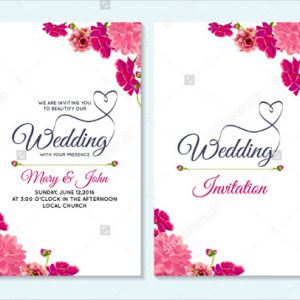 WE ARE INVITING YOU
TO BEAUTIFY OUR
Wedding
WITH YOUR PRESENCE
Mary & John
SUNDAY, JUNE 12,2016
AT 3:00 O'CLOCK IN THE AFTERNOON
LOCAL CHURCH
Wedding
Invitation